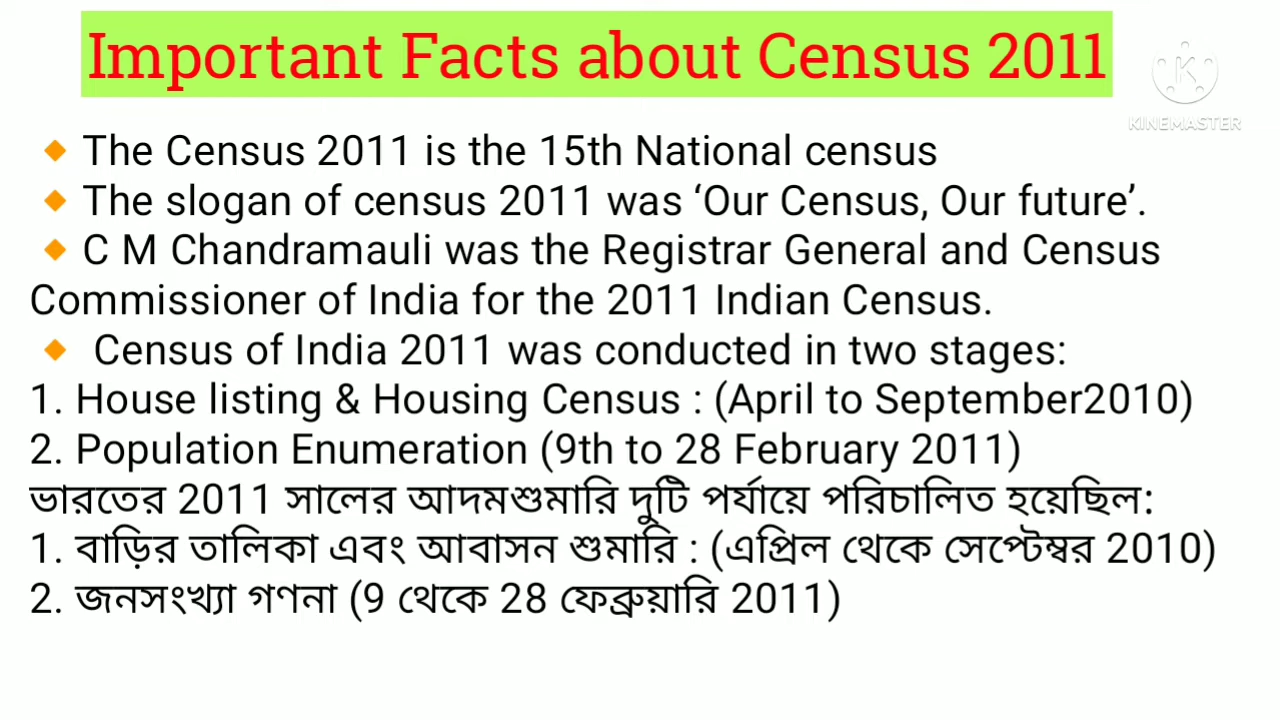 Important Facts about Census 2011
KINEMASTER
🔸The Census 2011 is the 15th National census
🔸The slogan of census 2011 was ‘Our Census, Our future’.
🔸C M Chandramauli was the Registrar General and Census
Commissioner of India for the 2011 Indian Census.
🔸 Census of India 2011 was conducted in two stages:
1. House listing & Housing Census : (April to September2010)
2. Population Enumeration (9th to 28 February 2011)
ভারতের 2011 সালের আদমশুমারি দুটি পর্যায়ে পরিচালিত হয়েছিল:
1. বাড়ির তালিকা এবং আবাসন শুমারি : (এপ্রিল থেকে সেপ্টেম্বর 2010)
2. জনসংখ্যা গণনা (9 থেকে 28 ফেব্রুয়ারি 2011)